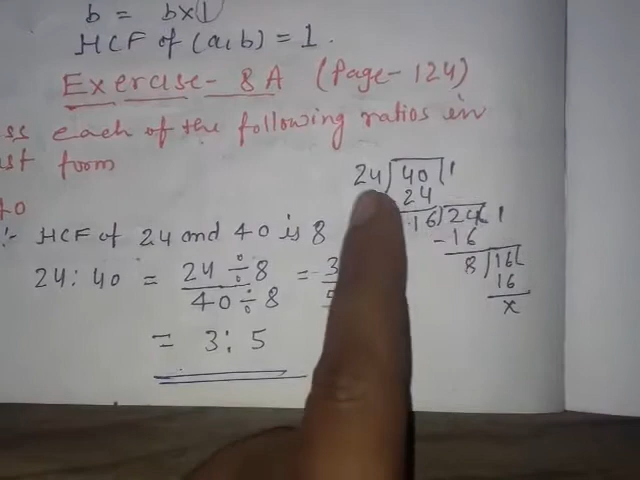 b = b×1
HCF of (a,b) = 1.
Exercise - 8A (Page-124)
ss each of the following ratios in
st form
40
:- HCF of 24 and 40 is 8
24:40 = 24÷8 / 40÷8 = 3
= 3:5
24)40(1
24
16)24(1
-16
8)16(
16
x